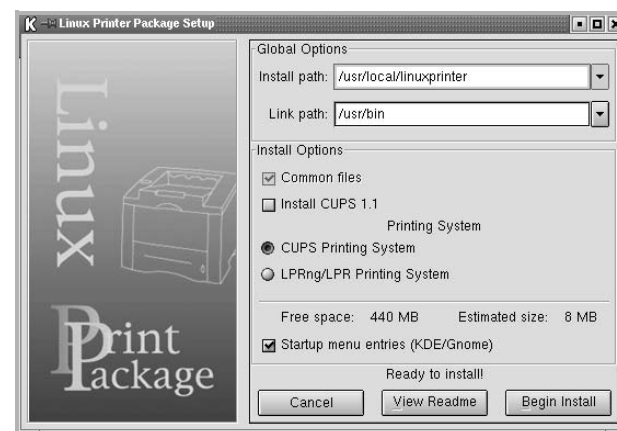 K Linux Printer Package Setup
Linux
Print
Package
Global Options
Install path: /usr/local/linuxprinter
Link path: /usr/bin
Install Options
Common files
Install CUPS 1.1
Printing System
CUPS Printing System
LPRng/LPR Printing System
Free space: 440 MB Estimated size: 8 MB
Startup menu entries (KDE/Gnome)
Ready to install!
Cancel View Readme Begin Install